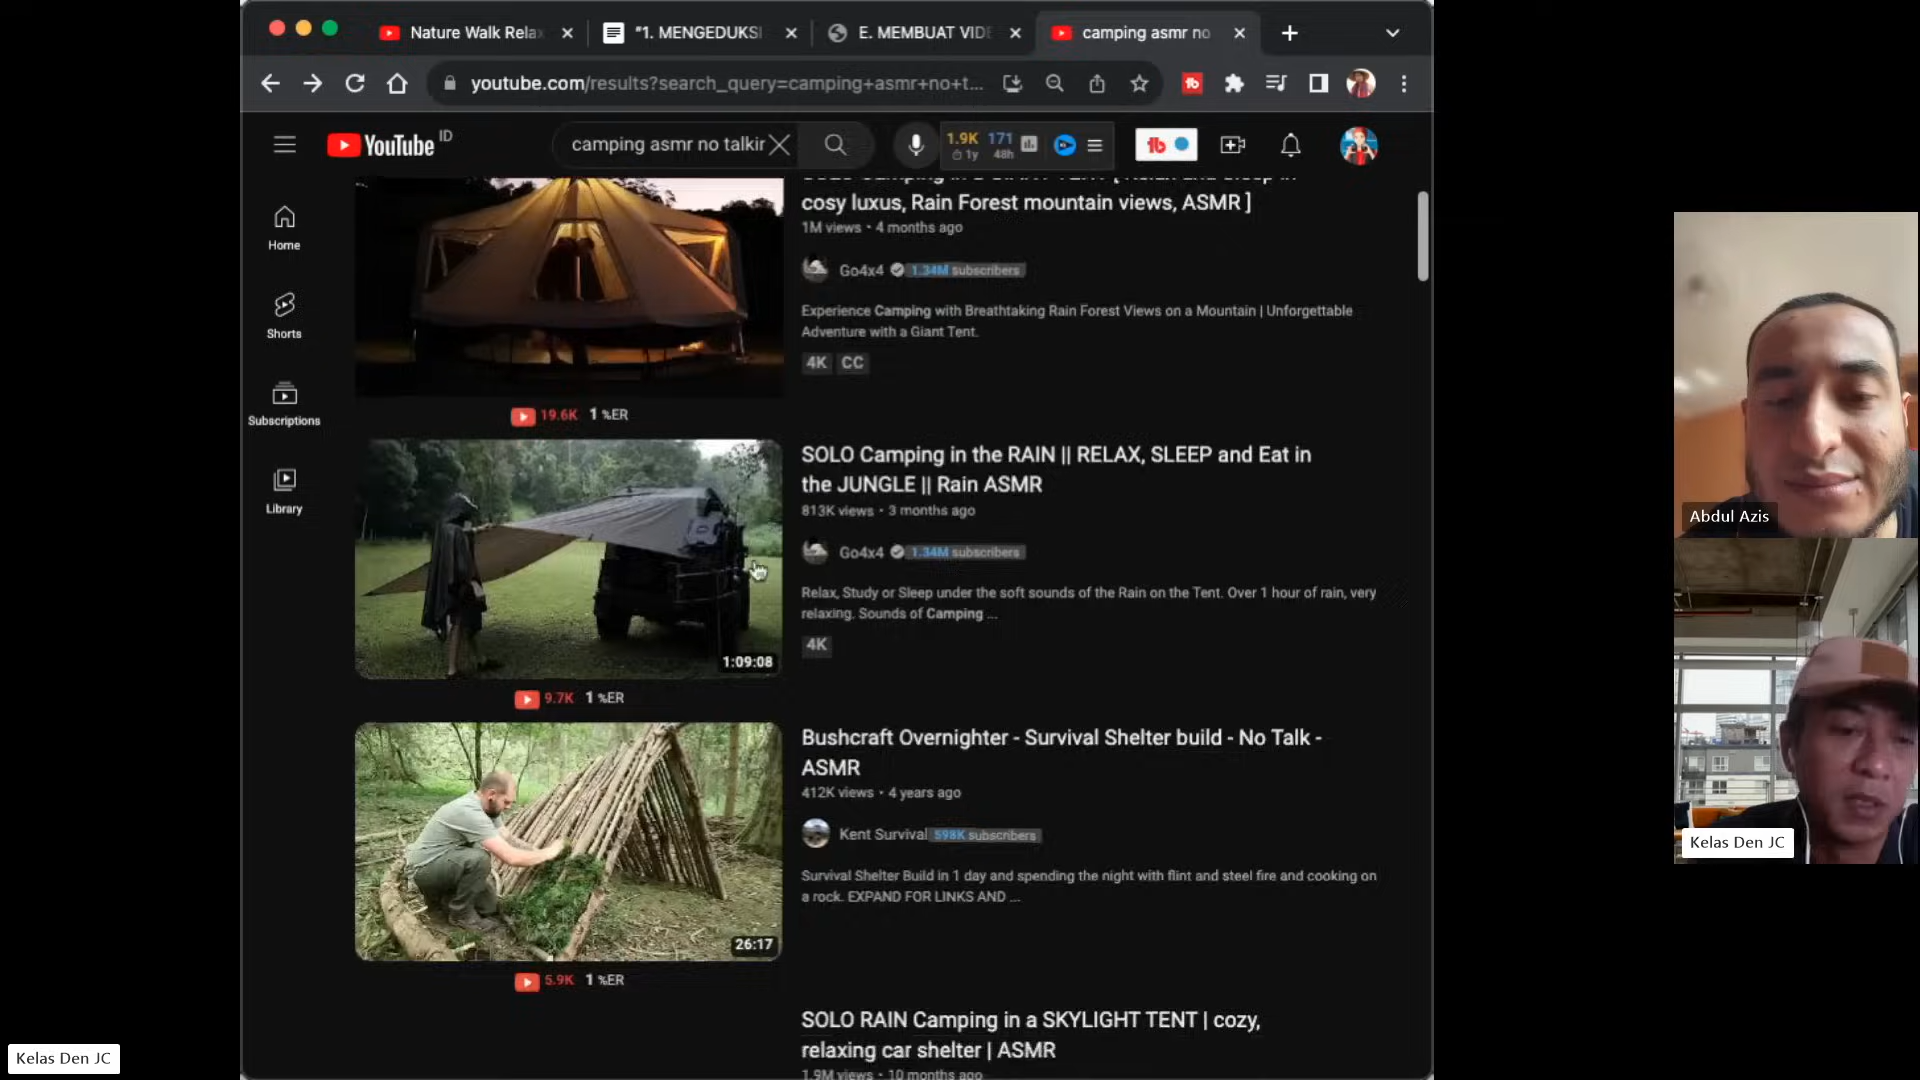 Nature Walk Rela
"1. MENGEDUKSI
E. MEMBUAT VIDE
camping asmr no
youtube.com/results?search_query=camping+asmr+no+t...
YouTube ID
camping asmr no talkir
1.9K 171
1y 48h
Home
Shorts
Subscriptions
Library
cosy luxus, Rain Forest mountain views, ASMR ]
1M views • 4 months ago
Go4x4 1.34M subscribers
Experience Camping with Breathtaking Rain Forest Views on a Mountain | Unforgettable
Adventure with a Giant Tent.
4K CC
19.6K 1 %ER
SOLO Camping in the RAIN || RELAX, SLEEP and Eat in
the JUNGLE || Rain ASMR
813K views • 3 months ago
Go4x4 1.34M subscribers
Relax, Study or Sleep under the soft sounds of the Rain on the Tent. Over 1 hour of rain, very
relaxing. Sounds of Camping ...
4K
1:09:08
9.7K 1 %ER
Bushcraft Overnighter - Survival Shelter build - No Talk -
ASMR
412K views • 4 years ago
Kent Survival 598K subscribers
Survival Shelter Build in 1 day and spending the night with flint and steel fire and cooking on
a rock. EXPAND FOR LINKS AND ...
26:17
5.9K 1 %ER
SOLO RAIN Camping in a SKYLIGHT TENT | cozy,
relaxing car shelter | ASMR
1.9M views • 10 months ago
Abdul Azis
Kelas Den JC
Kelas Den JC